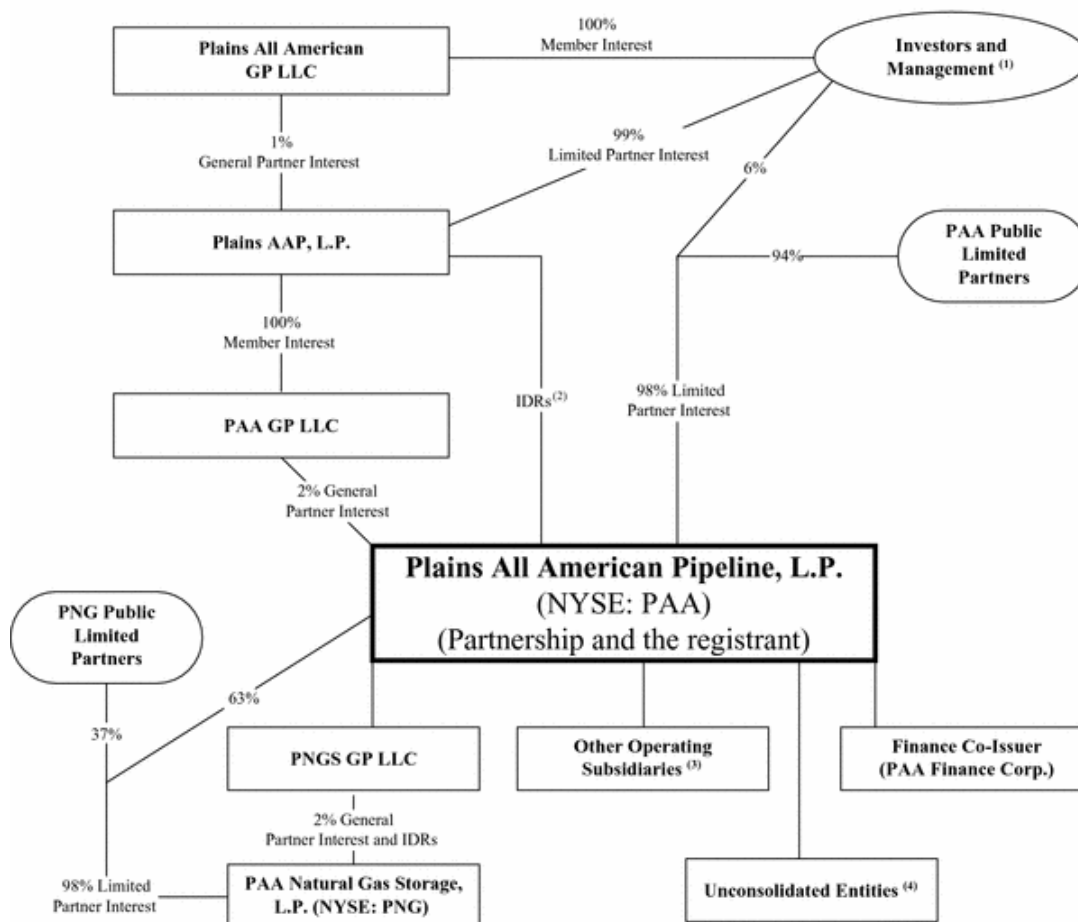 Plains All American
GP LLC
100%
Member Interest
Investors and
Management (1)
1%
General Partner Interest
99%
Limited Partner Interest
6%
Plains AAP, L.P.
PAA Public
Limited
Partners
94%
100%
Member Interest
IDRs(2)
98% Limited
Partner Interest
PAA GP LLC
2% General
Partner Interest
Plains All American Pipeline, L.P.
(NYSE: PAA)
(Partnership and the registrant)
PNG Public
Limited
Partners
63%
37%
PNGS GP LLC
Other Operating
Subsidiaries (3)
Finance Co-Issuer
(PAA Finance Corp.)
2% General
Partner Interest and IDRs
98% Limited
Partner Interest
PAA Natural Gas Storage,
L.P. (NYSE: PNG)
Unconsolidated Entities (4)